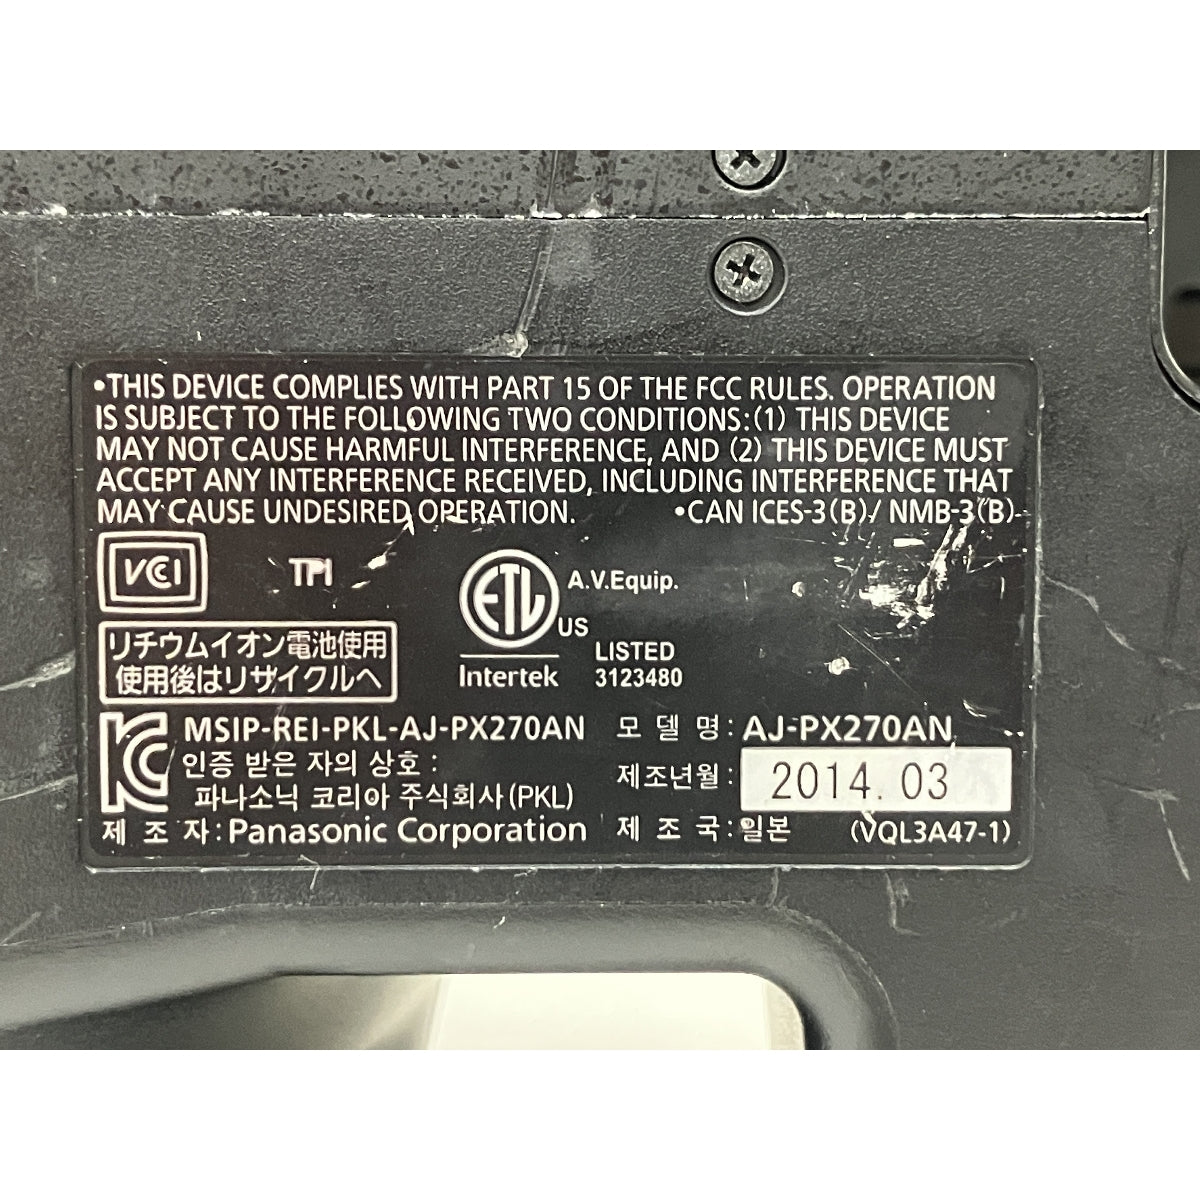 •THIS DEVICE COMPLIES WITH PART 15 OF THE FCC RULES. OPERATION
IS SUBJECT TO THE FOLLOWING TWO CONDITIONS:(1) THIS DEVICE
MAY NOT CAUSE HARMFUL INTERFERENCE, AND (2) THIS DEVICE MUST
ACCEPT ANY INTERFERENCE RECEIVED, INCLUDING INTERFERENCE THAT
MAY CAUSE UNDESIRED OPERATION. •CAN ICES-3(B)/ NMB-3(B)
VCI TPI ETL A.V.Equip.
US
リチウムイオン電池使用 LISTED
使用後はリサイクルへ Intertek 3123480
KC MSIP-REI-PKL-AJ-PX270AN 모 델 명: AJ-PX270AN
인증 받은 자의 상호 : 제조년월: 2014. 03
파나소닉 코리아 주식회사(PKL)
제 조 자: Panasonic Corporation 제 조 국: 일본 (VQL3A47-1)